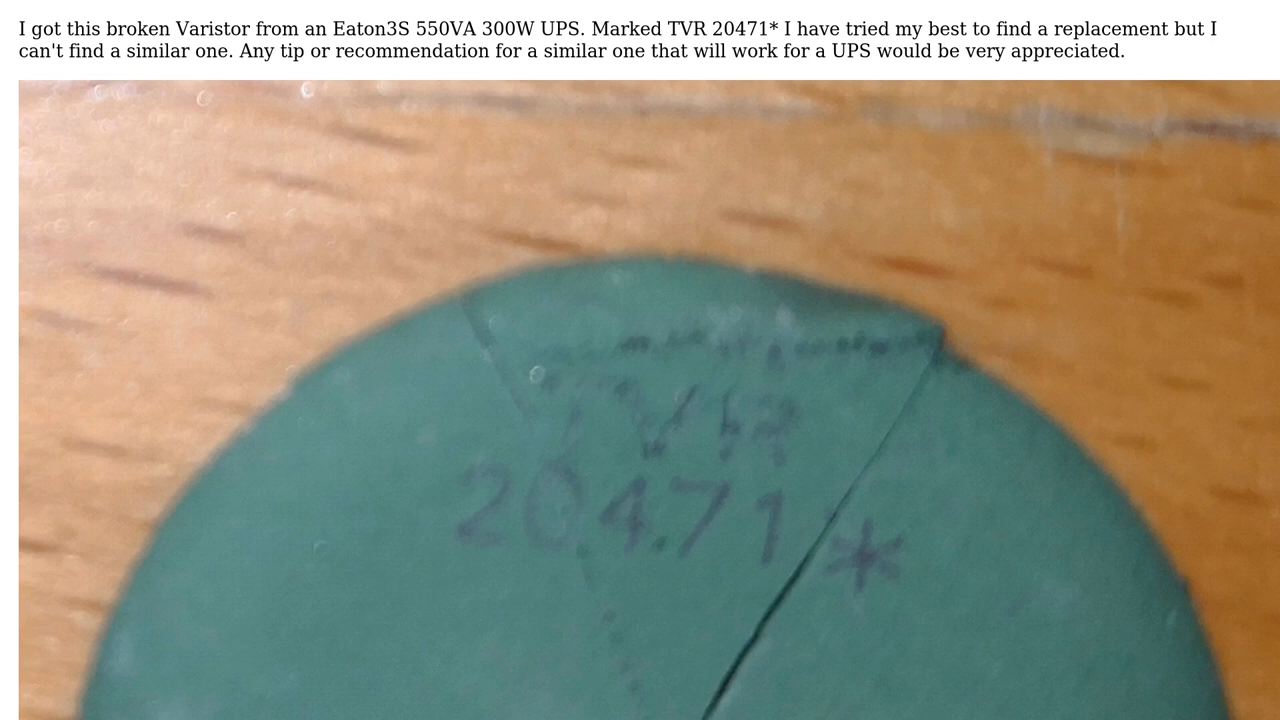 I got this broken Varistor from an Eaton3S 550VA 300W UPS. Marked TVR 20471* I have tried my best to find a replacement but I
can't find a similar one. Any tip or recommendation for a similar one that will work for a UPS would be very appreciated.
TVR
20471*